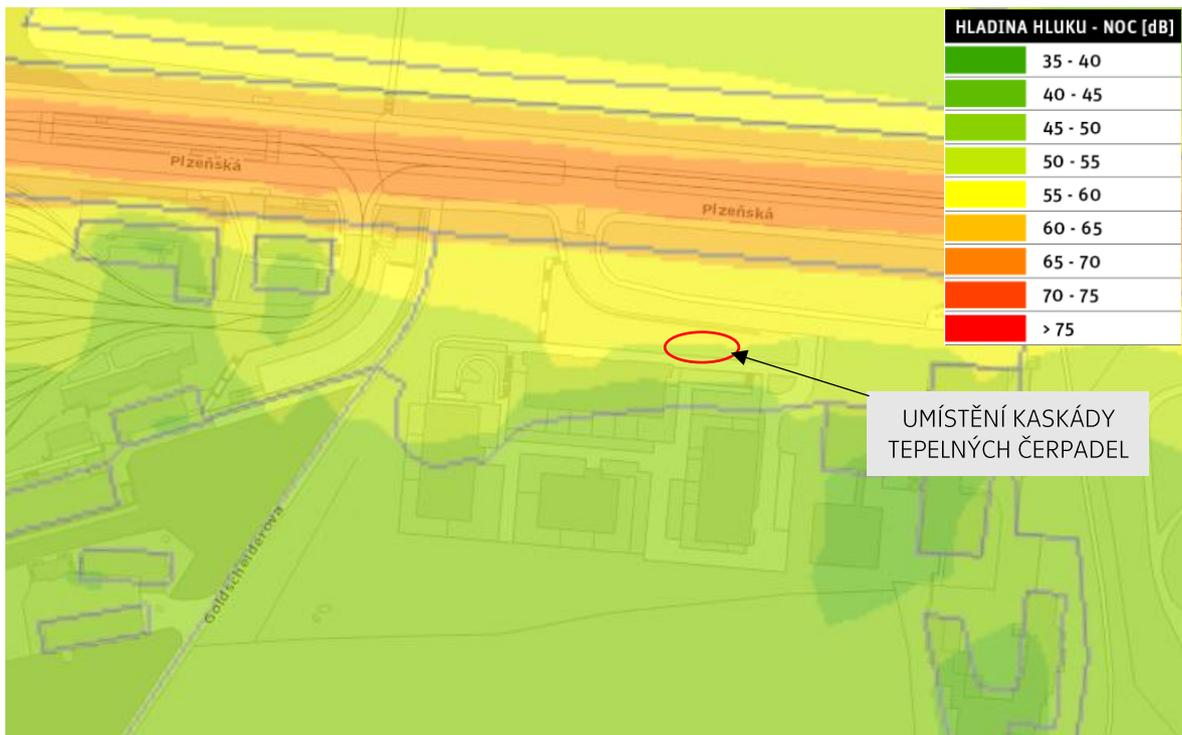 HLADINA HLUKU - NOC [dB]
35 - 40
40 - 45
45 - 50
50 - 55
55 - 60
60 - 65
65 - 70
70 - 75
> 75
Plzeňská
Plzeňská
UMÍSTĚNÍ KASKÁDY
TEPELNÝCH ČERPADEL
Goldscheiderova